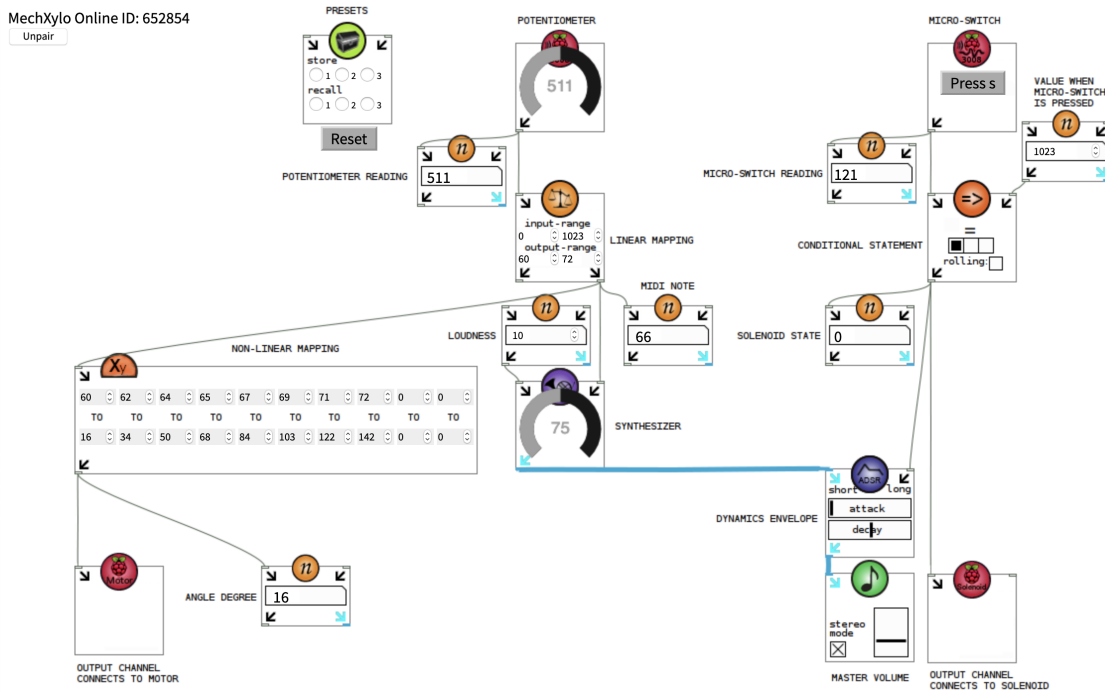 MechXylo Online ID: 652854
Unpair
PRESETS
store
1 2 3
recall
1 2 3
Reset
POTENTIOMETER
511
MICRO-SWITCH
3008
Press s
VALUE WHEN
MICRO-SWITCH
IS PRESSED
n
1023
n
POTENTIOMETER READING
511
n
MICRO-SWITCH READING
121
input-range
0 1023
output-range
60 72
LINEAR MAPPING
=>
CONDITIONAL STATEMENT
=
rolling:
MIDI NOTE
n
LOUDNESS
10
n
66
n
SOLENOID STATE
0
NON-LINEAR MAPPING
Xy
60 62 64 65 67 69 71 72 0 0
TO TO TO TO TO TO TO TO TO TO
16 34 50 68 84 103 122 142 0 0
75
SYNTHESIZER
ADSR
short long
attack
decay
DYNAMICS ENVELOPE
Motor
n
ANGLE DEGREE
16
stereo
mode
Solenoid
OUTPUT CHANNEL
CONNECTS TO MOTOR
MASTER VOLUME
OUTPUT CHANNEL
CONNECTS TO SOLENOID